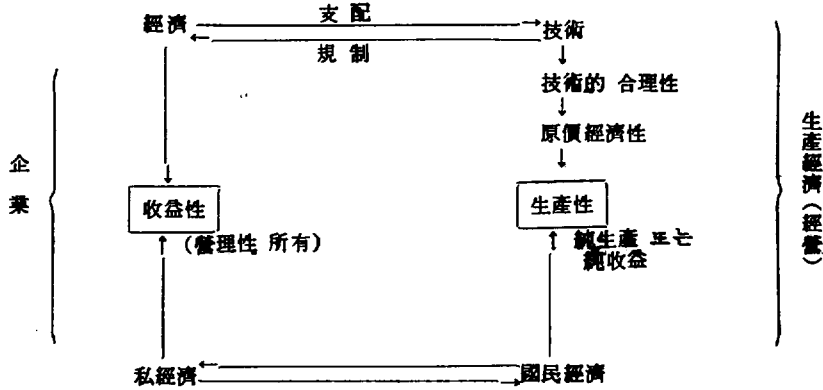 支 配
經濟
技術
規 制
技術的 合理性
原價經濟性
企業
生產經濟(經營)
收益性
生產性
(營理性 所有)
純生產 또는
純收益
私經濟
國民經濟